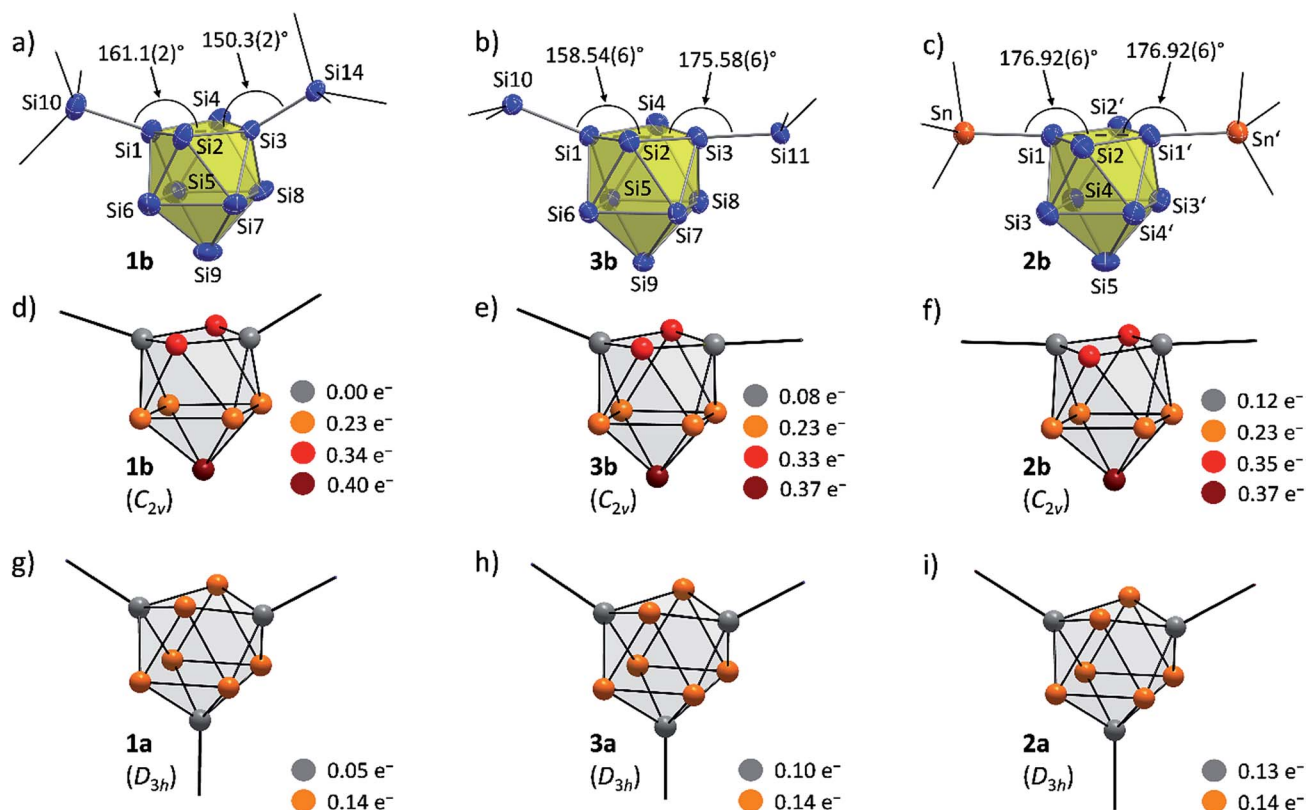 a)
161.1(2)°
150.3(2)°
Si14
Si10
Si4
Si1
Si2
Si3
Si5
Si8
Si6
Si7
1b
Si9
b)
158.54(6)°
175.58(6)°
Si10
Si4
Si1
Si2
Si3
Si11
Si5
Si8
Si6
Si7
3b
Si9
c)
176.92(6)°
176.92(6)°
Si2'
Sn
Sn'
Si1
Si2
Si1'
Si4
Si3'
Si3
Si4'
2b
Si5
d)
0.00 e⁻
0.23 e⁻
0.34 e⁻
0.40 e⁻
1b
(C2v)
e)
0.08 e⁻
0.23 e⁻
0.33 e⁻
0.37 e⁻
3b
(C2v)
f)
0.12 e⁻
0.23 e⁻
0.35 e⁻
0.37 e⁻
2b
(C2v)
g)
1a
(D3h)
0.05 e⁻
0.14 e⁻
h)
3a
(D3h)
0.10 e⁻
0.14 e⁻
i)
2a
(D3h)
0.13 e⁻
0.14 e⁻